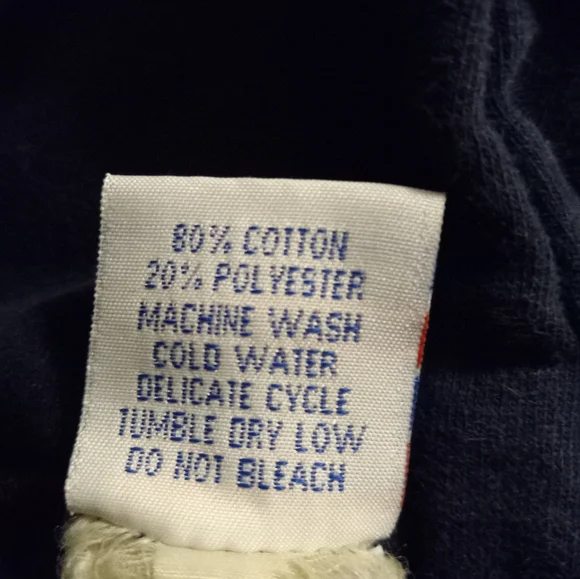 80% COTTON
20% POLYESTER
MACHINE WASH
COLD WATER
DELICATE CYCLE
TUMBLE DRY LOW
DO NOT BLEACH